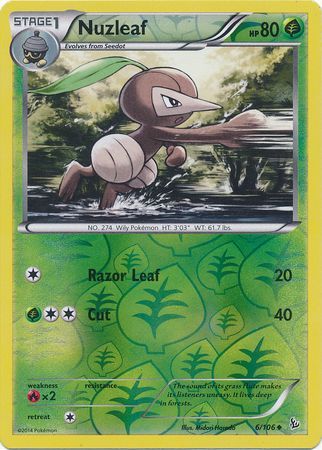 STAGE1
Nuzleaf
HP 80
Evolves from Seedot
NO. 274 Wily Pokémon HT: 3'03" WT: 61.7 lbs.
Razor Leaf 20
Cut 40
weakness
resistance
×2
The sound of its grass flute makes
its listeners uneasy. It lives deep
in forests.
retreat
©2014 Pokémon
Illus. Midori Harada
6/106